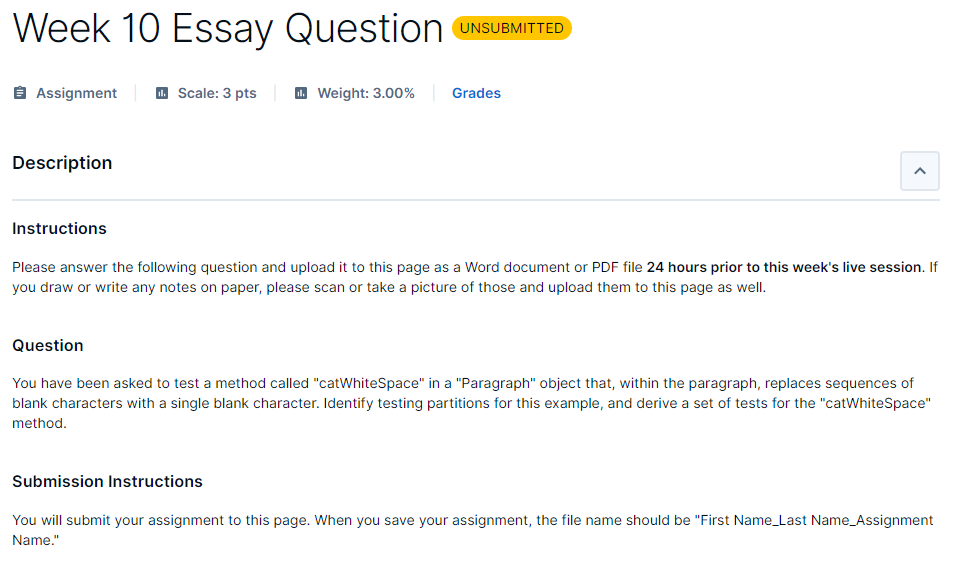 Week 10 Essay Question UNSUBMITTED
Assignment Scale: 3 pts Weight: 3.00% Grades
Description
Instructions
Please answer the following question and upload it to this page as a Word document or PDF file 24 hours prior to this week's live session. If
you draw or write any notes on paper, please scan or take a picture of those and upload them to this page as well.
Question
You have been asked to test a method called "catWhiteSpace" in a "Paragraph" object that, within the paragraph, replaces sequences of
blank characters with a single blank character. Identify testing partitions for this example, and derive a set of tests for the "catWhiteSpace"
method.
Submission Instructions
You will submit your assignment to this page. When you save your assignment, the file name should be "First Name_Last Name_Assignment
Name."